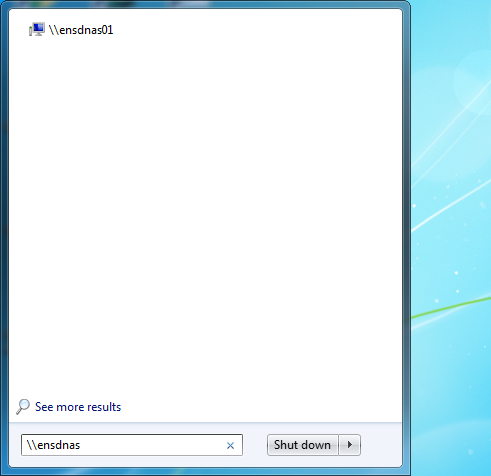 \\ensdnas01
See more results
\\ensdnas
Shut down